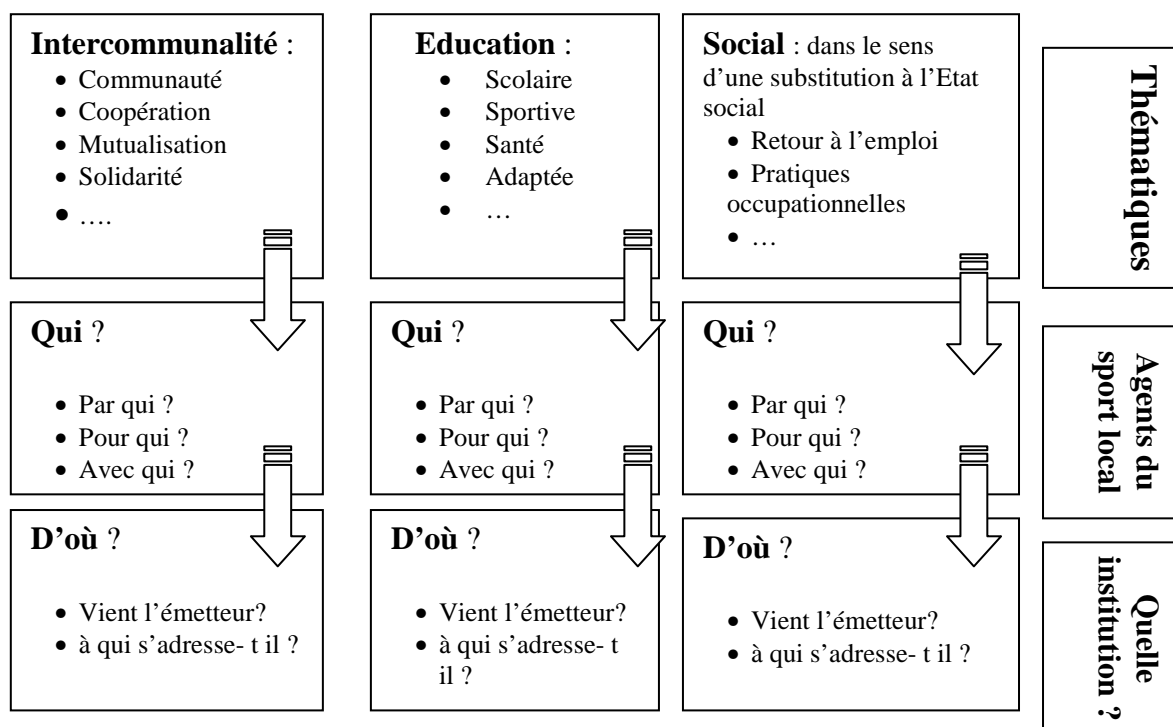 Intercommunalité :
• Communauté
• Coopération
• Mutualisation
• Solidarité
• ….
Education :
• Scolaire
• Sportive
• Santé
• Adaptée
• …
Social : dans le sens
d’une substitution à l’Etat
social
• Retour à l’emploi
• Pratiques
occupationnelles
• …
Thématiques
Qui ?
• Par qui ?
• Pour qui ?
• Avec qui ?
Qui ?
• Par qui ?
• Pour qui ?
• Avec qui ?
Qui ?
• Par qui ?
• Pour qui ?
• Avec qui ?
Agents du
sport local
D’où ?
• Vient l’émetteur?
• à qui s’adresse- t il ?
D’où ?
• Vient l’émetteur?
• à qui s’adresse- t
il ?
D’où ?
• Vient l’émetteur?
• à qui s’adresse- t il ?
Quelle
institution ?